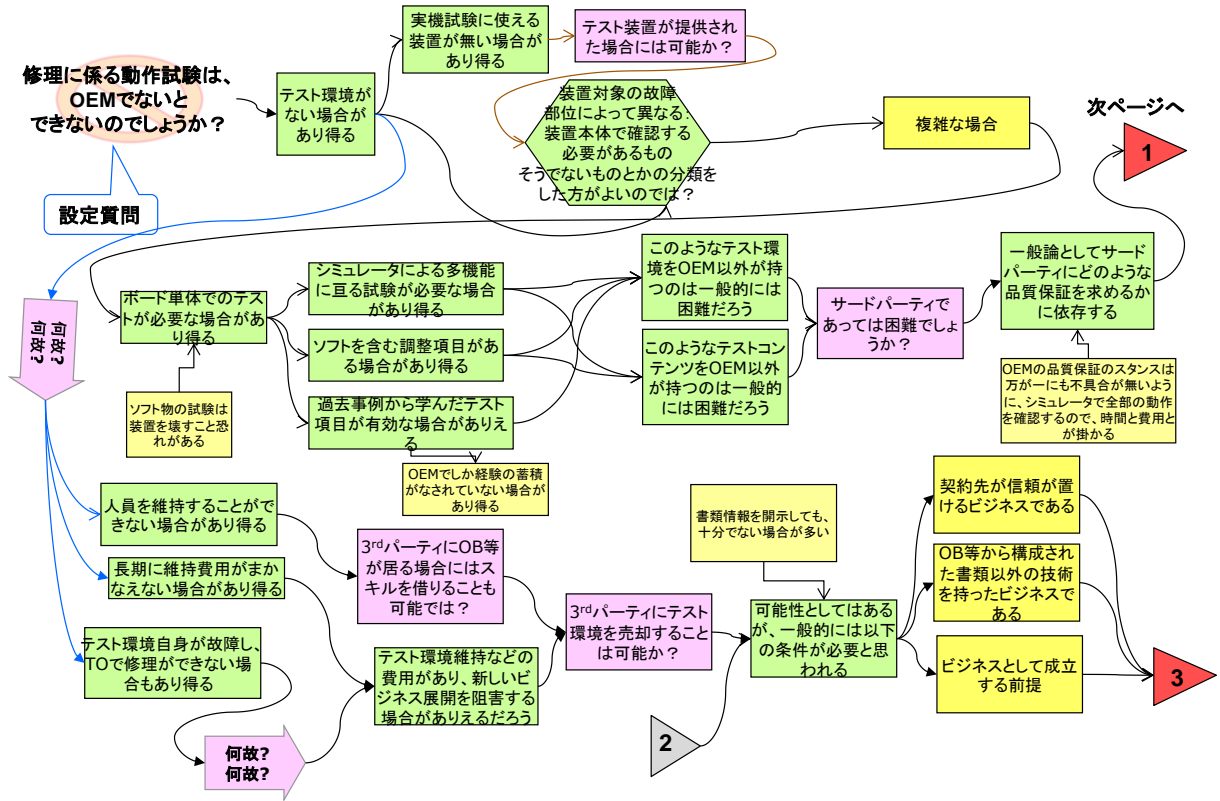 修理に係る動作試験は、
OEMでないと
できないのでしょうか？
設定質問
テスト環境が
ない場合が
あり得る
実機試験に使える
装置が無い場合が
あり得る
テスト装置が提供され
た場合には可能か？
装置対象の故障
部位によって異なる.
装置本体で確認する
必要があるもの
そうでないものとかの分類を
した方がよいのでは？
複雑な場合
次ページへ
1
何故?
何故?
ボード単体でのテス
トが必要な場合があ
り得る
ソフト物の試験は
装置を壊すこと恐
れがある
シミュレータによる多機能
に亘る試験が必要な場合
があり得る
ソフトを含む調整項目があ
る場合があり得る
過去事例から学んだテスト
項目が有効な場合がありえ
る
OEMでしか経験の蓄積
がなされていない場合が
あり得る
このようなテスト環
境をOEM以外が持
つのは一般的には
困難だろう
このようなテストコン
テンツをOEM以外
が持つのは一般的
には困難だろう
サードパーティで
あっては困難でしょ
うか？
一般論としてサード
パーティにどのような
品質保証を求めるか
に依存する
OEMの品質保証のスタンスは
万が一にも不具合が無いよう
に、シミュレータで全部の動作
を確認するので、時間と費用と
が掛かる
人員を維持することがで
きない場合があり得る
長期に維持費用がまか
なえない場合があり得る
テスト環境自身が故障し、
TOで修理ができない場
合もあり得る
何故?
何故?
3rdパーティにOB等
が居る場合にはス
キルを借りることも
可能では？
テスト環境維持などの
費用があり、新しいビ
ジネス展開を阻害する
場合がありえるだろう
3rdパーティにテスト
環境を売却すること
は可能か？
2
書類情報を開示しても、
十分でない場合が多い
可能性としてはある
が、一般的には以下
の条件が必要と思
われる
契約先が信頼が置
けるビジネスである
OB等から構成され
た書類以外の技術
を持ったビジネスで
ある
ビジネスとして成立
する前提
3